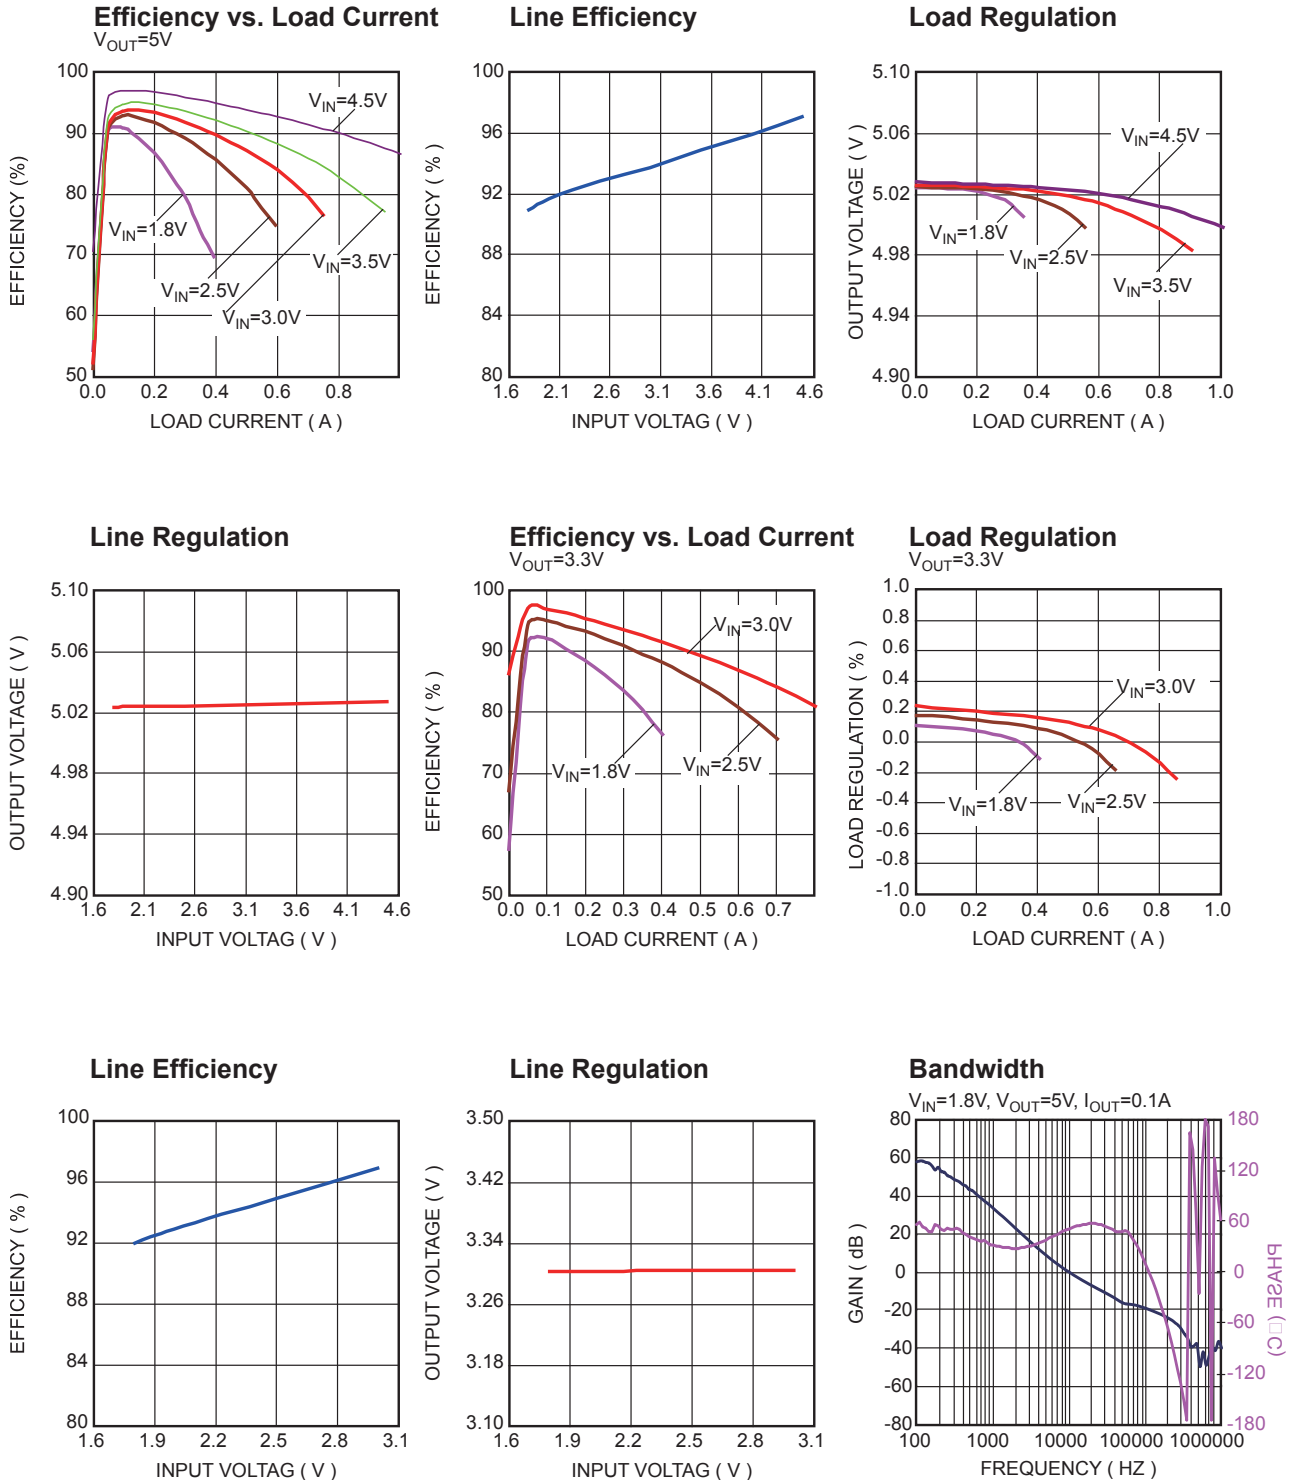 Efficiency vs. Load Current
VOUT=5V
100
90
80
70
60
50
EFFICIENCY (%)
VIN=4.5V
VIN=1.8V
VIN=3.5V
VIN=2.5V
VIN=3.0V
0.0 0.2 0.4 0.6 0.8
LOAD CURRENT ( A )
Line Efficiency
100
96
92
88
84
80
EFFICIENCY ( % )
1.6 2.1 2.6 3.1 3.6 4.1 4.6
INPUT VOLTAG ( V )
Load Regulation
5.10
5.06
5.02
4.98
4.94
4.90
OUTPUT VOLTAGE ( V )
VIN=4.5V
VIN=1.8V
VIN=2.5V
VIN=3.5V
0.0 0.2 0.4 0.6 0.8 1.0
LOAD CURRENT ( A )
Line Regulation
5.10
5.06
5.02
4.98
4.94
4.90
OUTPUT VOLTAGE ( V )
1.6 2.1 2.6 3.1 3.6 4.1 4.6
INPUT VOLTAG ( V )
Efficiency vs. Load Current
VOUT=3.3V
100
90
80
70
60
50
EFFICIENCY ( % )
VIN=3.0V
VIN=1.8V
VIN=2.5V
0.0 0.1 0.2 0.3 0.4 0.5 0.6 0.7
LOAD CURRENT ( A )
Load Regulation
VOUT=3.3V
1.0
0.8
0.6
0.4
0.2
0.0
-0.2
-0.4
-0.6
-0.8
-1.0
LOAD REGULATION ( % )
VIN=3.0V
VIN=1.8V
VIN=2.5V
0.0 0.2 0.4 0.6 0.8 1.0
LOAD CURRENT ( A )
Line Efficiency
100
96
92
88
84
80
EFFICIENCY ( % )
1.6 1.9 2.2 2.5 2.8 3.1
INPUT VOLTAG ( V )
Line Regulation
3.50
3.42
3.34
3.26
3.18
3.10
OUTPUT VOLTAGE ( V )
1.6 1.9 2.2 2.5 2.8 3.1
INPUT VOLTAG ( V )
Bandwidth
VIN=1.8V, VOUT=5V, IOUT=0.1A
80
60
40
20
0
-20
-40
-60
-80
GAIN ( dB )
180
120
60
0
-60
-120
-180
PHASE (□C)
100 1000 10000 100000 1000000
FREQUENCY ( HZ )